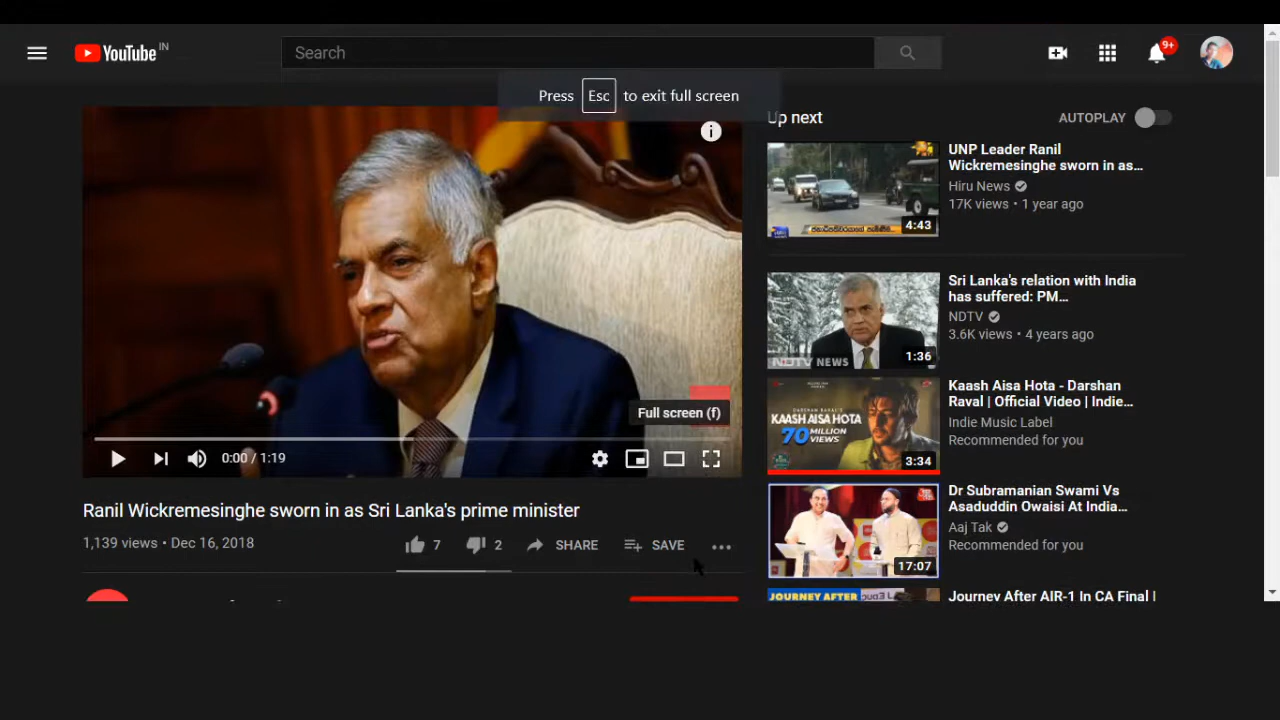 YouTube IN
Search
9+
Press Esc to exit full screen
Up next
AUTOPLAY
UNP Leader Ranil
Wickremesinghe sworn in as...
Hiru News
17K views • 1 year ago
4:43
Sri Lanka's relation with India
has suffered: PM...
NDTV
3.6K views • 4 years ago
NDTV NEWS
1:36
Kaash Aisa Hota - Darshan
Raval | Official Video | Indie...
Indie Music Label
Recommended for you
KAASH AISA HOTA
70 MILLION
VIEWS
3:34
Dr Subramanian Swami Vs
Asaduddin Owaisi At India...
Aaj Tak
Recommended for you
17:07
JOURNEY AFTER
Journey After AIR-1 In CA Final |
Full screen (f)
0:00 / 1:19
Ranil Wickremesinghe sworn in as Sri Lanka's prime minister
1,139 views • Dec 16, 2018
7
2
SHARE
SAVE